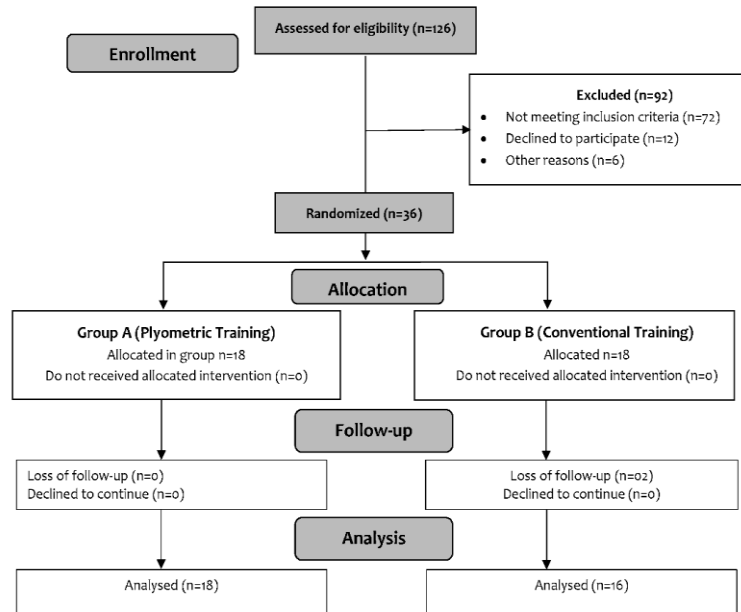 Assessed for eligibility (n=126)
Enrollment
Excluded (n=92)
• Not meeting inclusion criteria (n=72)
• Declined to participate (n=12)
• Other reasons (n=6)
Randomized (n=36)
Allocation
Group A (Plyometric Training)
Allocated in group n=18
Do not received allocated intervention (n=0)
Group B (Conventional Training)
Allocated n=18
Do not received allocated intervention (n=0)
Follow-up
Loss of follow-up (n=0)
Declined to continue (n=0)
Loss of follow-up (n=02)
Declined to continue (n=0)
Analysis
Analysed (n=18)
Analysed (n=16)